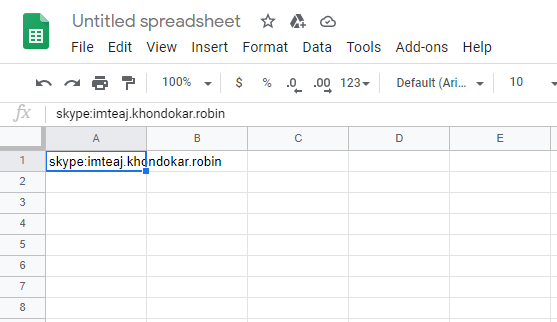 Untitled spreadsheet
File Edit View Insert Format Data Tools Add-ons Help
100% $ % .0 .00 123 Default (Ari... 10
fx skype:imteaj.khondokar.robin
A B C D E
1 skype:imteaj.khondokar.robin
2
3
4
5
6
7
8